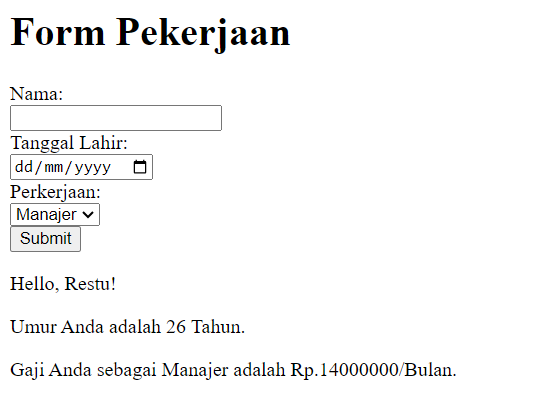 Form Pekerjaan
Nama:
Tanggal Lahir:
dd/mm/yyyy
Perkerjaan:
Manajer
Submit
Hello, Restu!
Umur Anda adalah 26 Tahun.
Gaji Anda sebagai Manajer adalah Rp.14000000/Bulan.